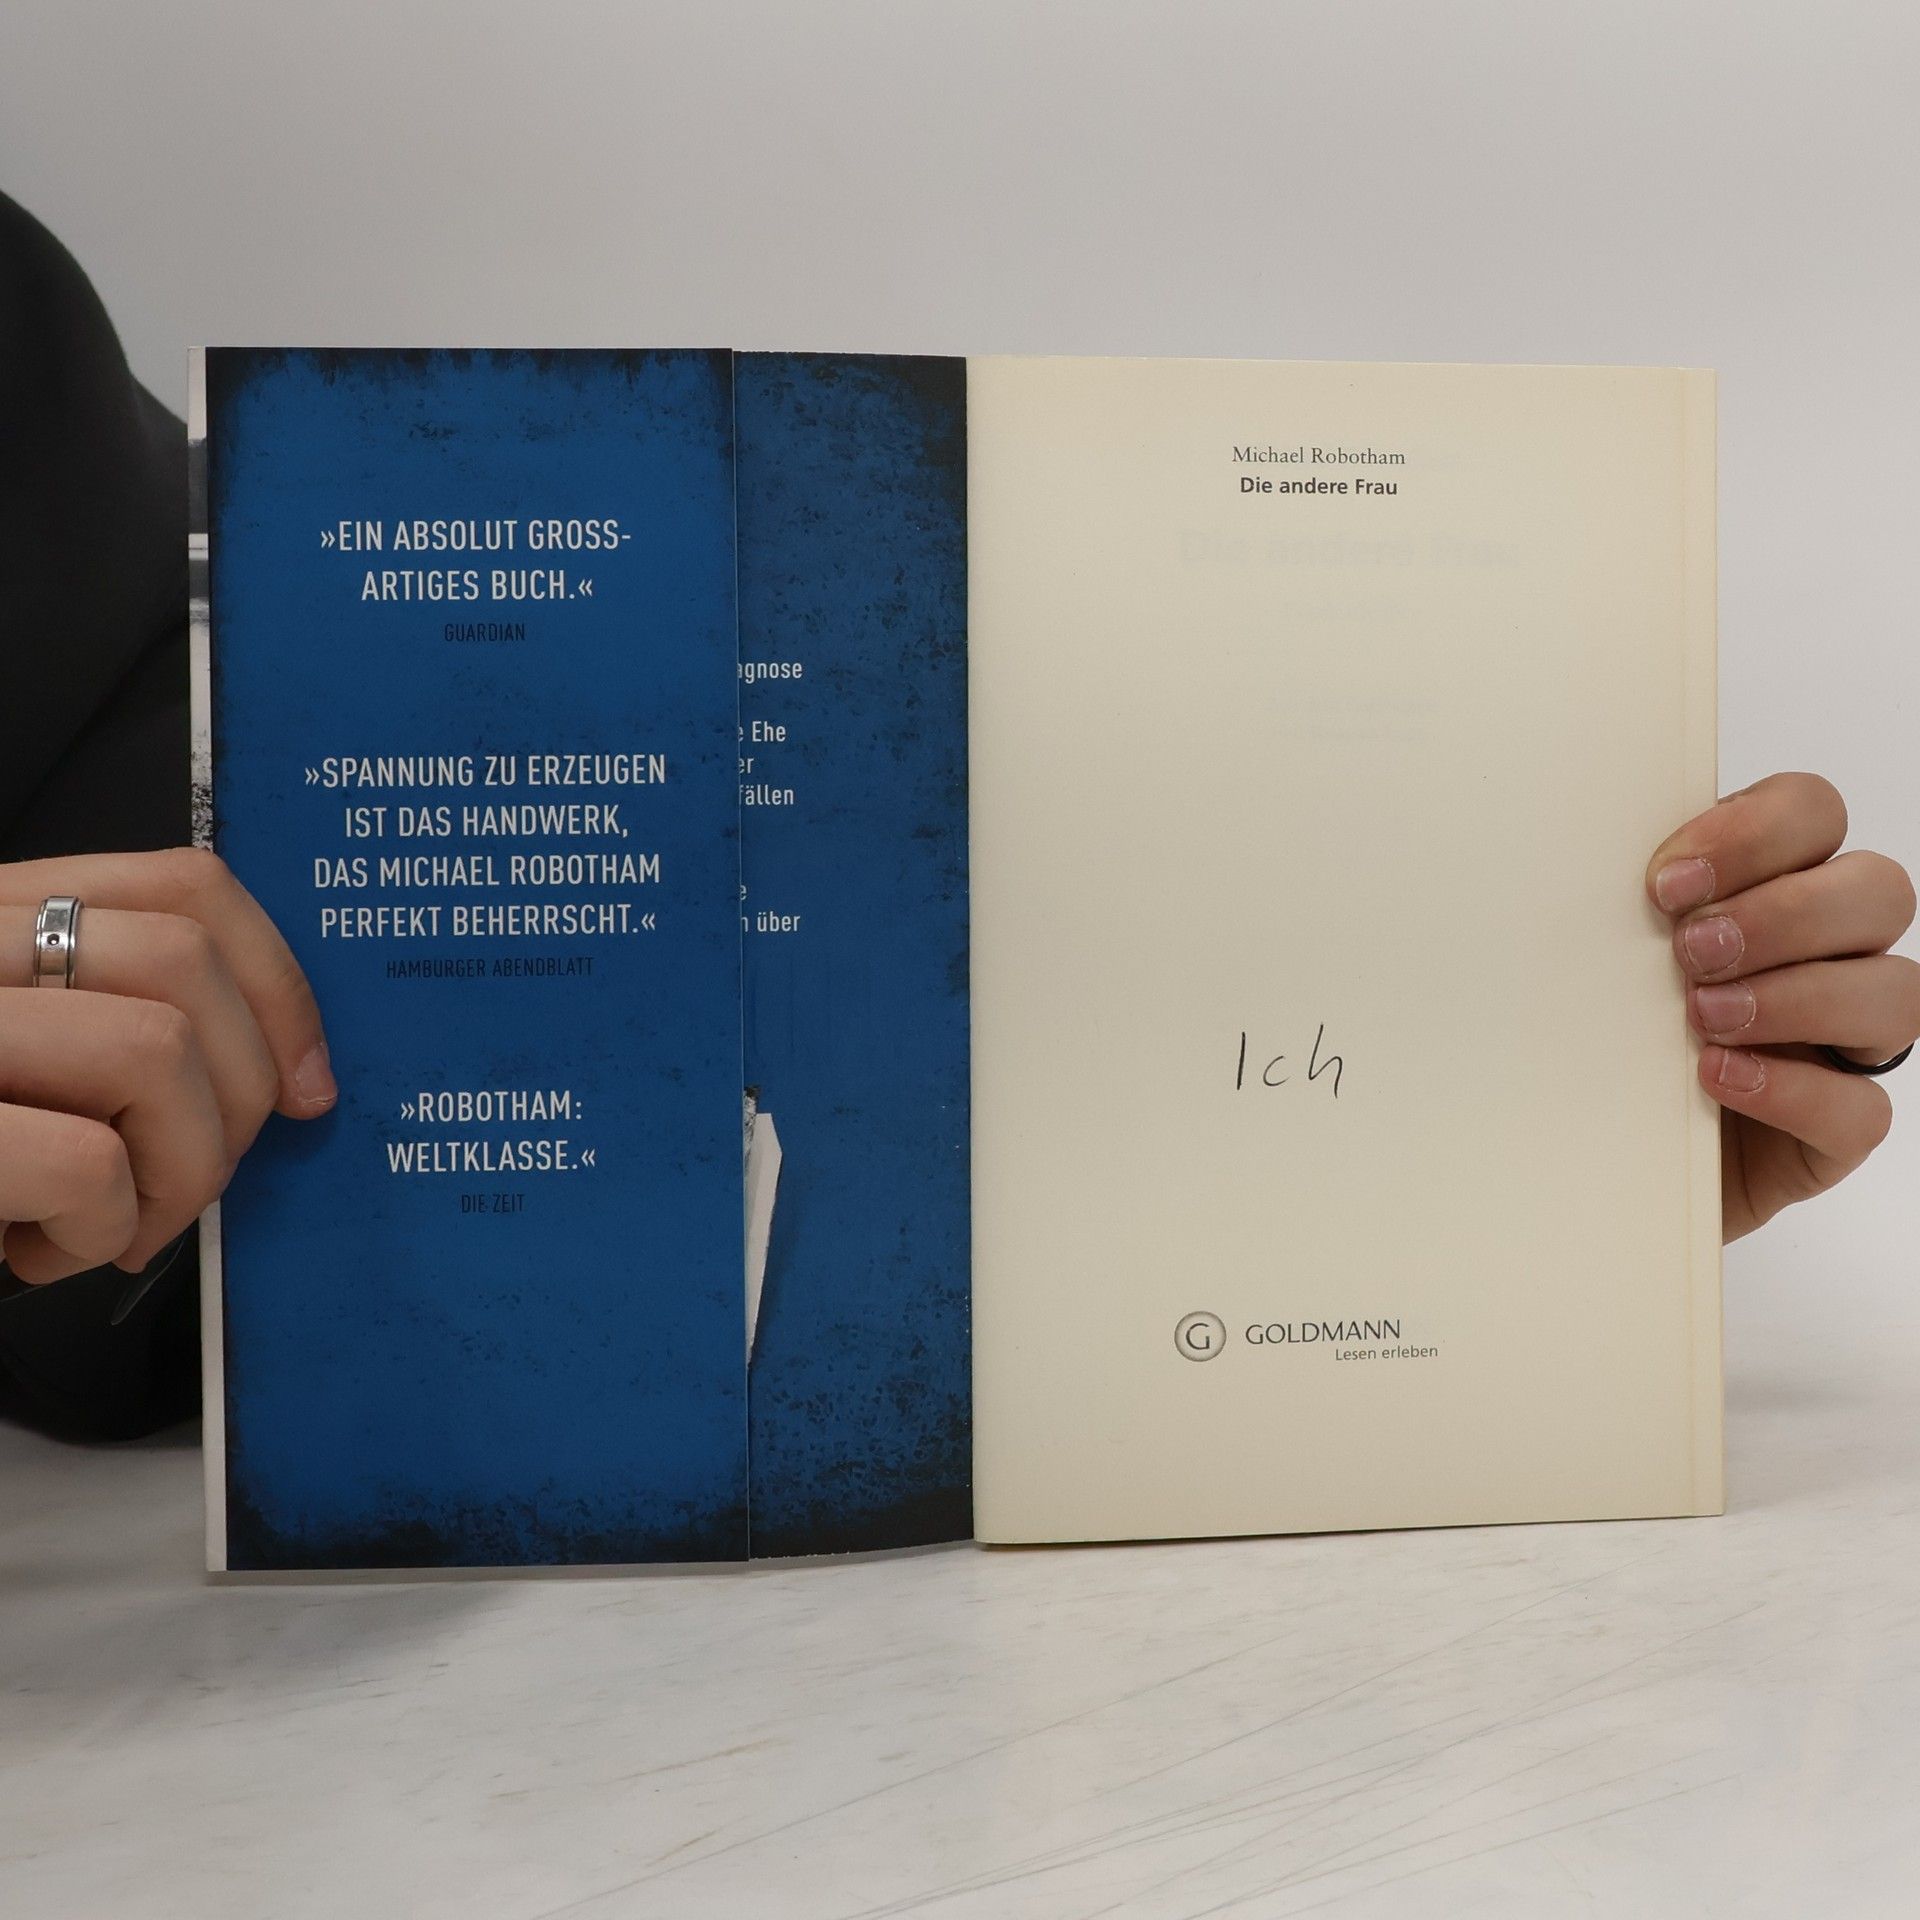 »EIN ABSOLUT GROSS-
ARTIGES BUCH.«
GUARDIAN
»SPANNUNG ZU ERZEUGEN
IST DAS HANDWERK,
DAS MICHAEL ROBOTHAM
PERFEKT BEHERRSCHT.«
HAMBURGER ABENDBLATT
»ROBOTHAM:
WELTKLASSE.«
DIE ZEIT
agnose
e Ehe
er
fällen
e
n über
Michael Robotham
Die andere Frau
Ich
G GOLDMANN
Lesen erleben